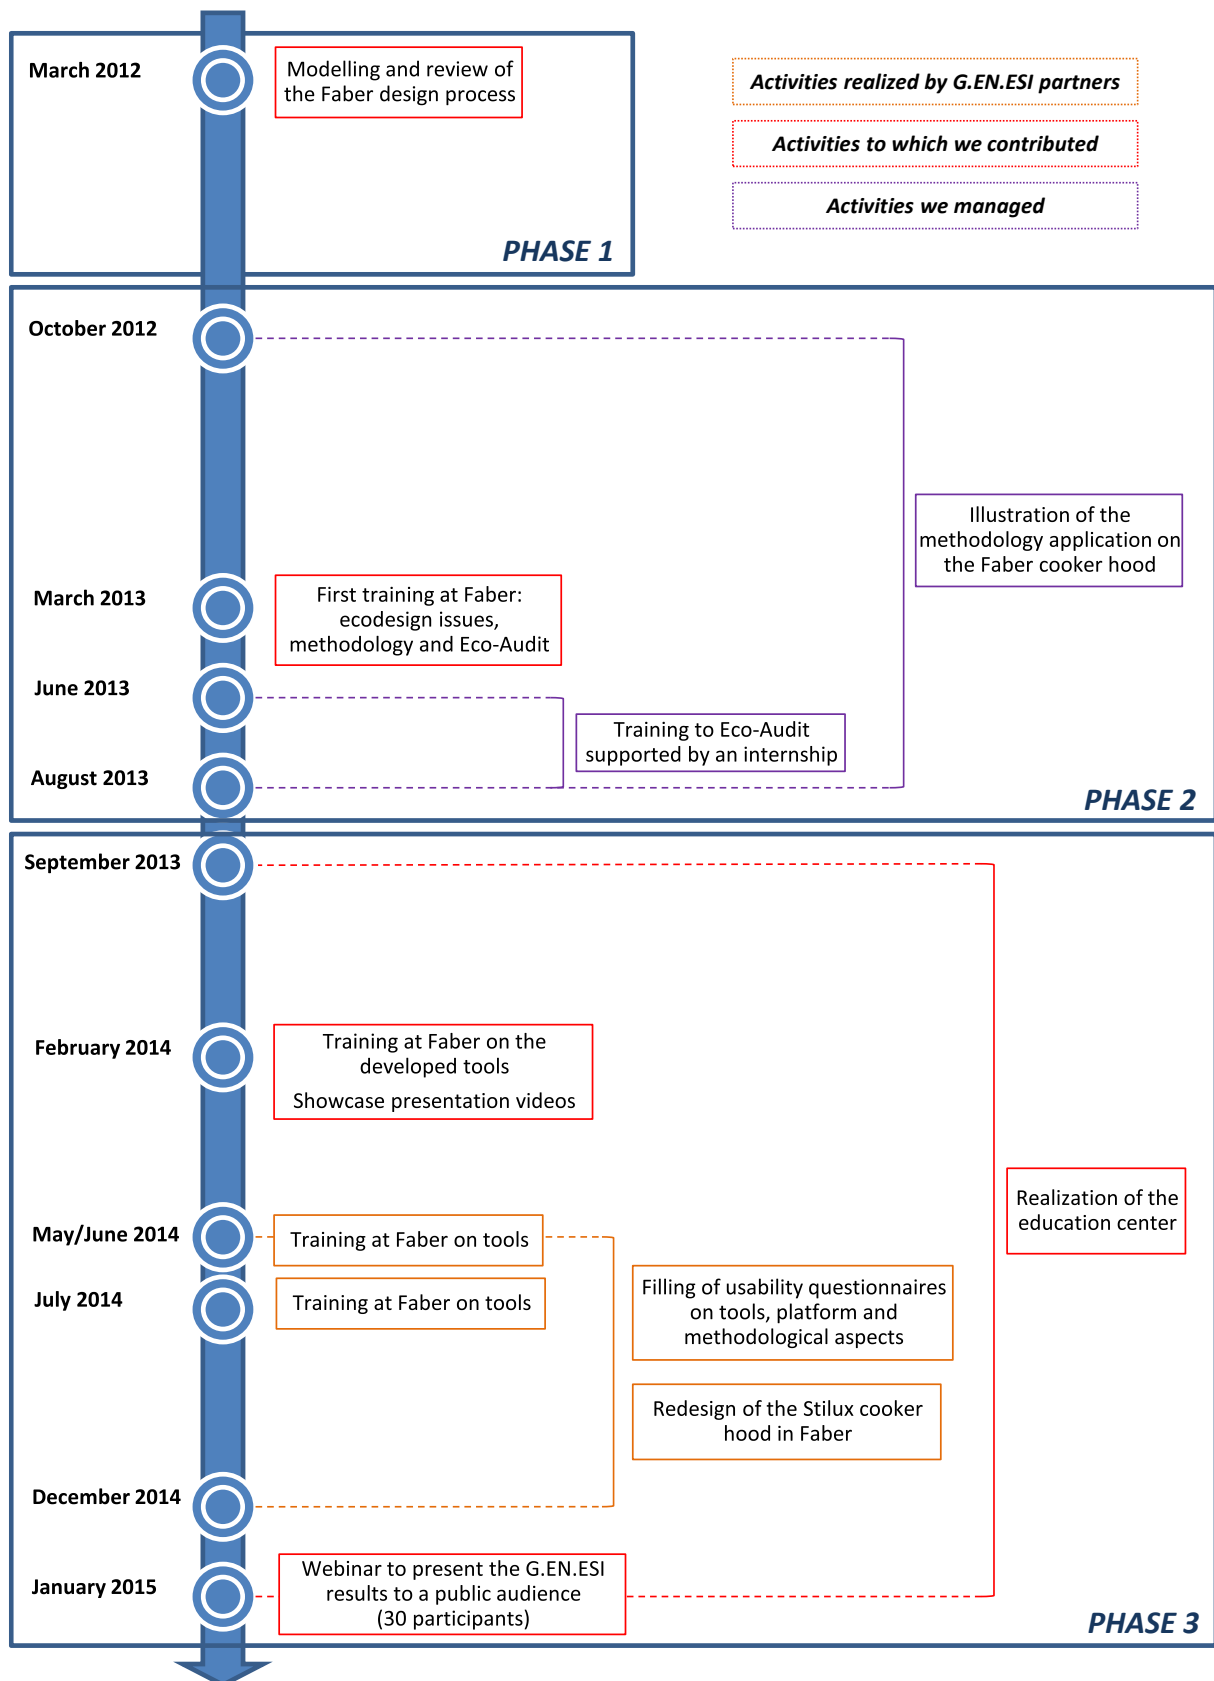 March 2012
Modelling and review of
the Faber design process
Activities realized by G.EN.ESI partners
Activities to which we contributed
Activities we managed
PHASE 1
October 2012
Illustration of the
methodology application on
the Faber cooker hood
March 2013
First training at Faber:
ecodesign issues,
methodology and Eco-Audit
June 2013
Training to Eco-Audit
supported by an internship
August 2013
PHASE 2
September 2013
February 2014
Training at Faber on the
developed tools
Showcase presentation videos
Realization of the
education center
May/June 2014
Training at Faber on tools
July 2014
Training at Faber on tools
Filling of usability questionnaires
on tools, platform and
methodological aspects
Redesign of the Stilux cooker
hood in Faber
December 2014
January 2015
Webinar to present the G.EN.ESI
results to a public audience
(30 participants)
PHASE 3